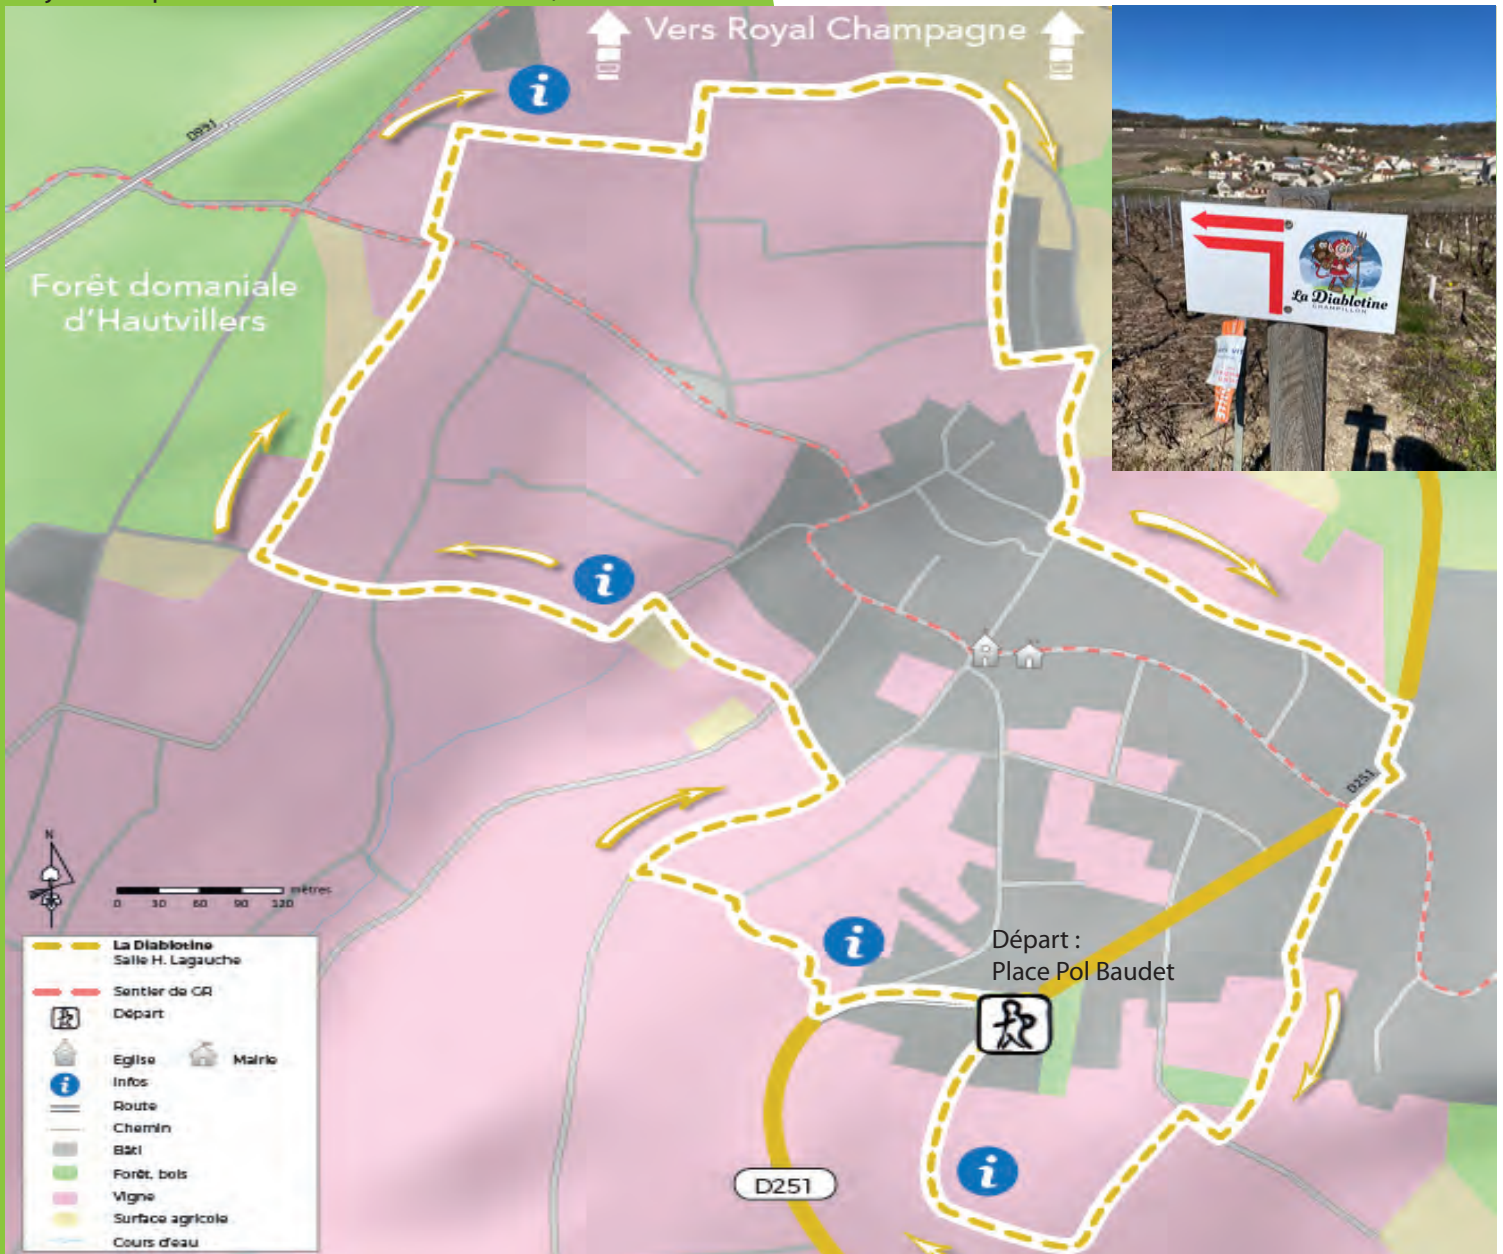 Vers Royal Champagne
D951
Forêt domaniale
d'Hautvillers
La Diablotine
CHAMPILLON
D251
Départ :
Place Pol Baudet
D251
N
mètres
0 30 60 90 120
La Diablotine
Salle H. Lagauche
Sentier de GR
Départ
Eglise Mairie
Infos
Route
Chemin
Bâti
Forêt, bois
Vigne
Surface agricole
Cours d'eau